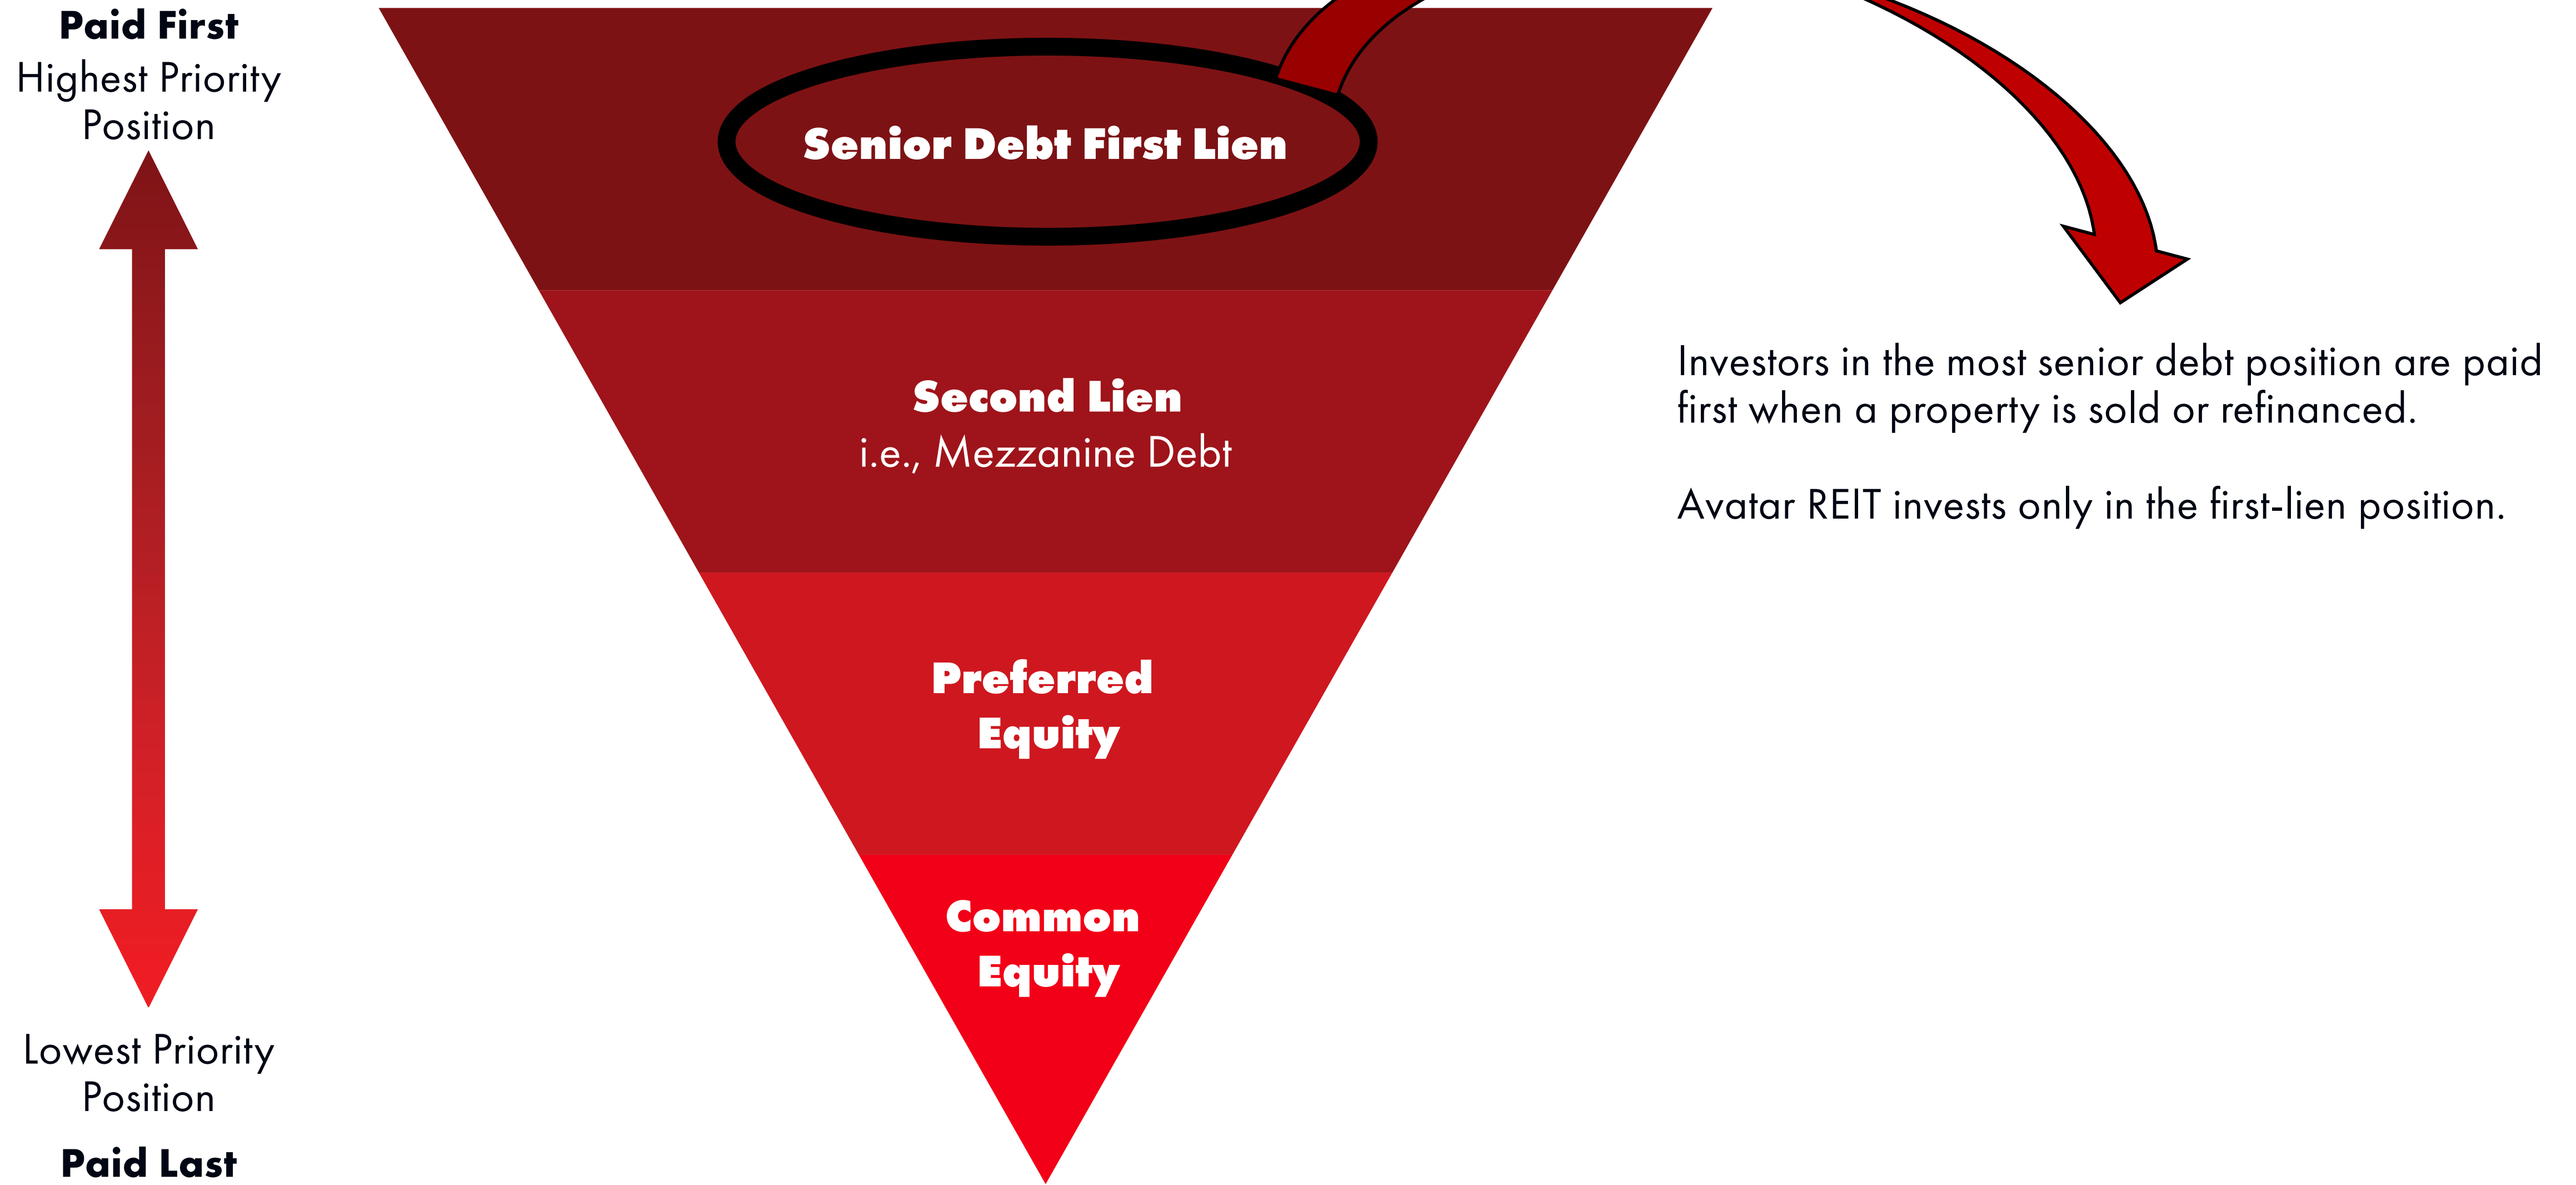 Paid First
Highest Priority
Position
Senior Debt First Lien
Second Lien
i.e., Mezzanine Debt
Preferred
Equity
Common
Equity
Lowest Priority
Position
Paid Last
Investors in the most senior debt position are paid
first when a property is sold or refinanced.
Avatar REIT invests only in the first-lien position.